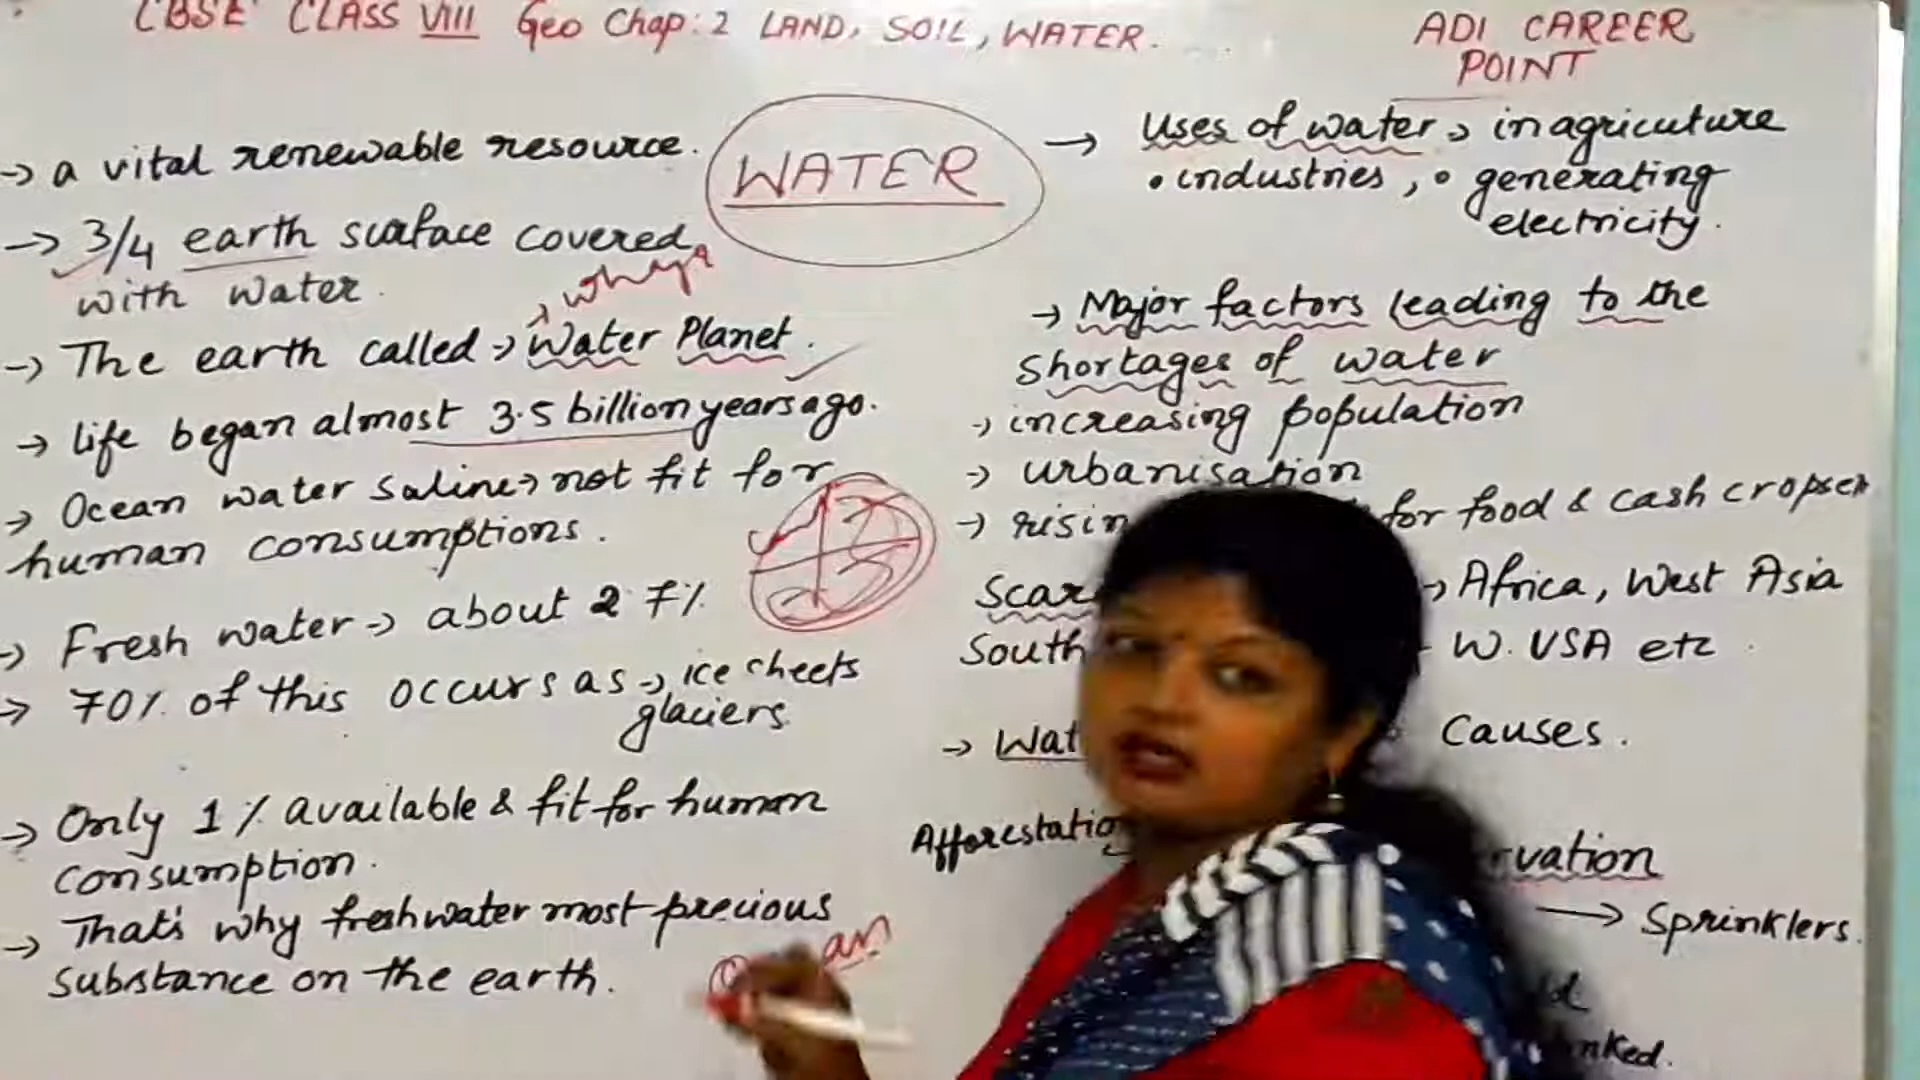 CBSE CLASS VIII Geo Chap: 2 LAND, SOIL, WATER.
ADI CAREER
POINT
WATER
→ a vital renewable resource.
→ 3/4 earth surface covered
with water.
→ The earth called → Water Planet.
→ life began almost 3.5 billion years ago.
→ Ocean water saline → not fit for
human consumptions.
→ Fresh water → about 2.7%
→ 70% of this occurs as → ice cheets
glaciers
→ Only 1% available & fit for human
consumption.
→ That's why freshwater most precious
substance on the earth.
→ Uses of water → in agricuture
• industries, • generating
electricity.
→ Major factors leading to the
shortages of water
→ increasing population
→ urbanisation
→ for food & cash crops
→ Africa, West Asia
South W. USA etc.
→ Causes.
→ Sprinklers.